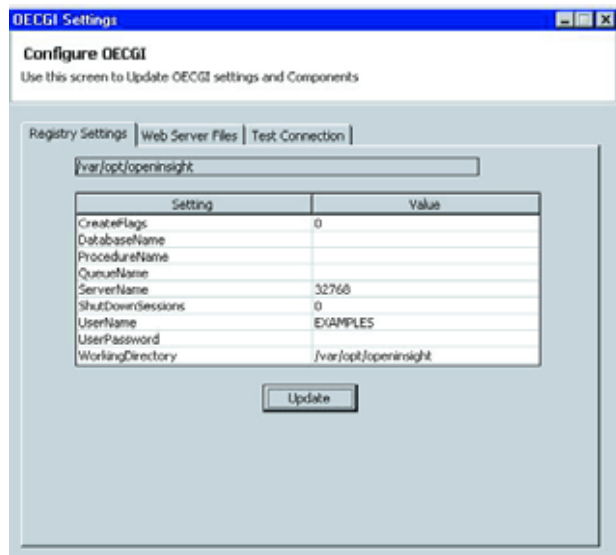 OECGI Settings
Configure OECGI
Use this screen to Update OECGI settings and Components
Registry Settings Web Server Files Test Connection
/var/opt/openinsight
Setting Value
CreateFlags 0
DatabaseName
ProcedureName
QueueName
ServerName 32768
ShutDownSessions 0
UserName EXAMPLES
UserPassword
WorkingDirectory /var/opt/openinsight
Update